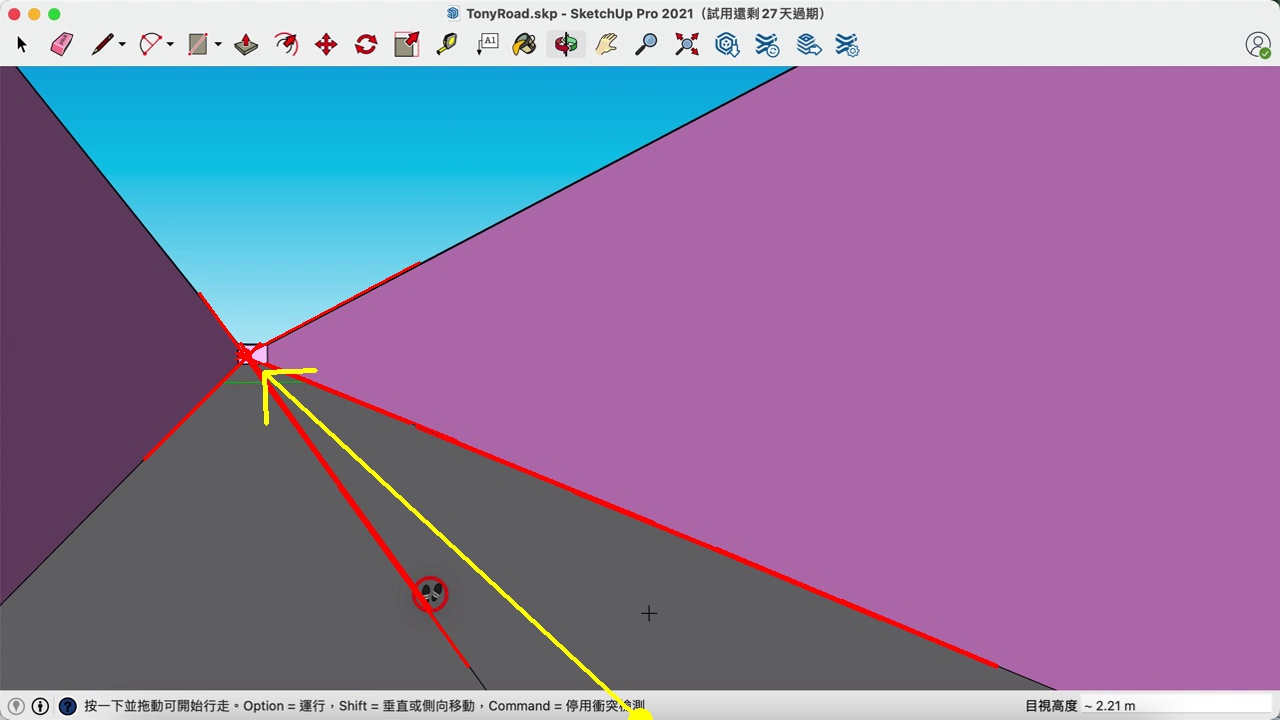 TonyRoad.skp - SketchUp Pro 2021（試用還剩 27 天過期）
A1
按一下並拖動可開始行走。Option = 運行，Shift = 垂直或側向移動，Command = 停用衝突檢測
目視高度 ~ 2.21 m